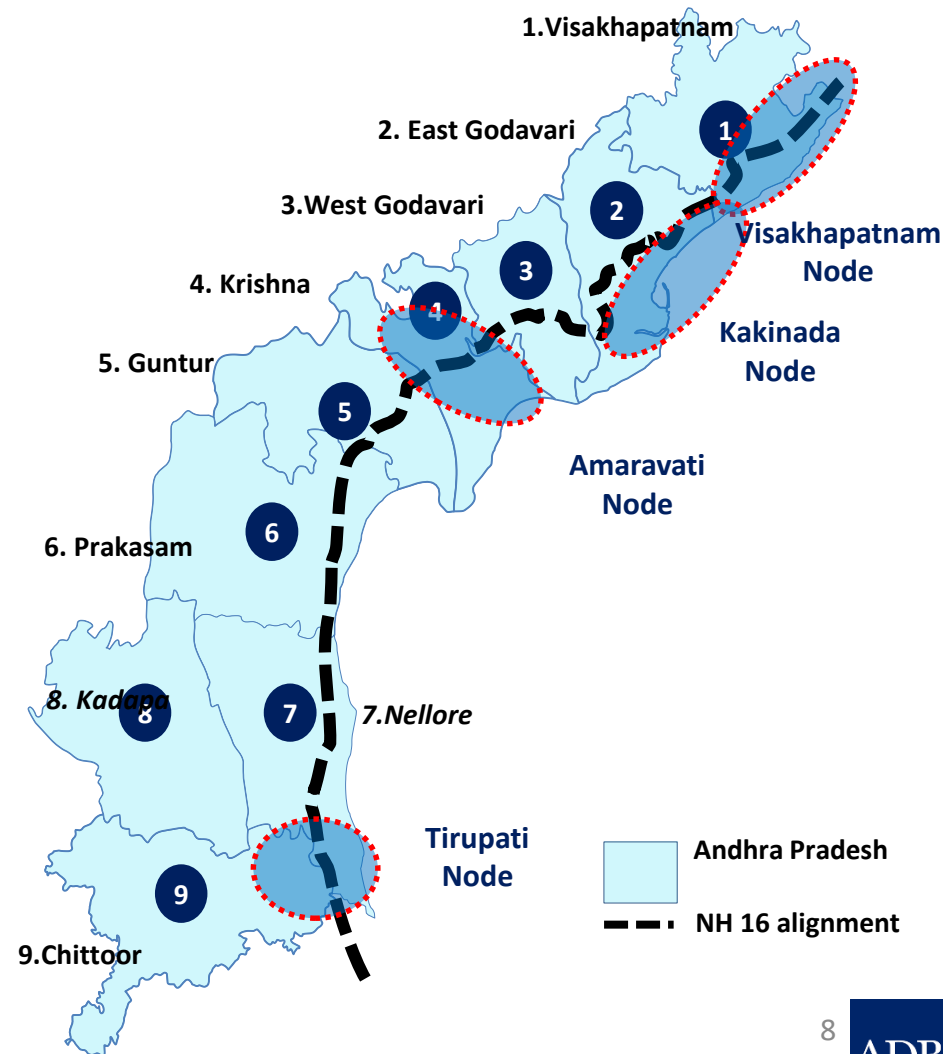 1.Visakhapatnam
1
2. East Godavari
2
3.West Godavari
3
Visakhapatnam
Node
4. Krishna
4
Kakinada
Node
5. Guntur
5
Amaravati
Node
6
6. Prakasam
8. Kadapa
8
7
7.Nellore
Tirupati
Node
Andhra Pradesh
9
NH 16 alignment
9.Chittoor
8
ADB